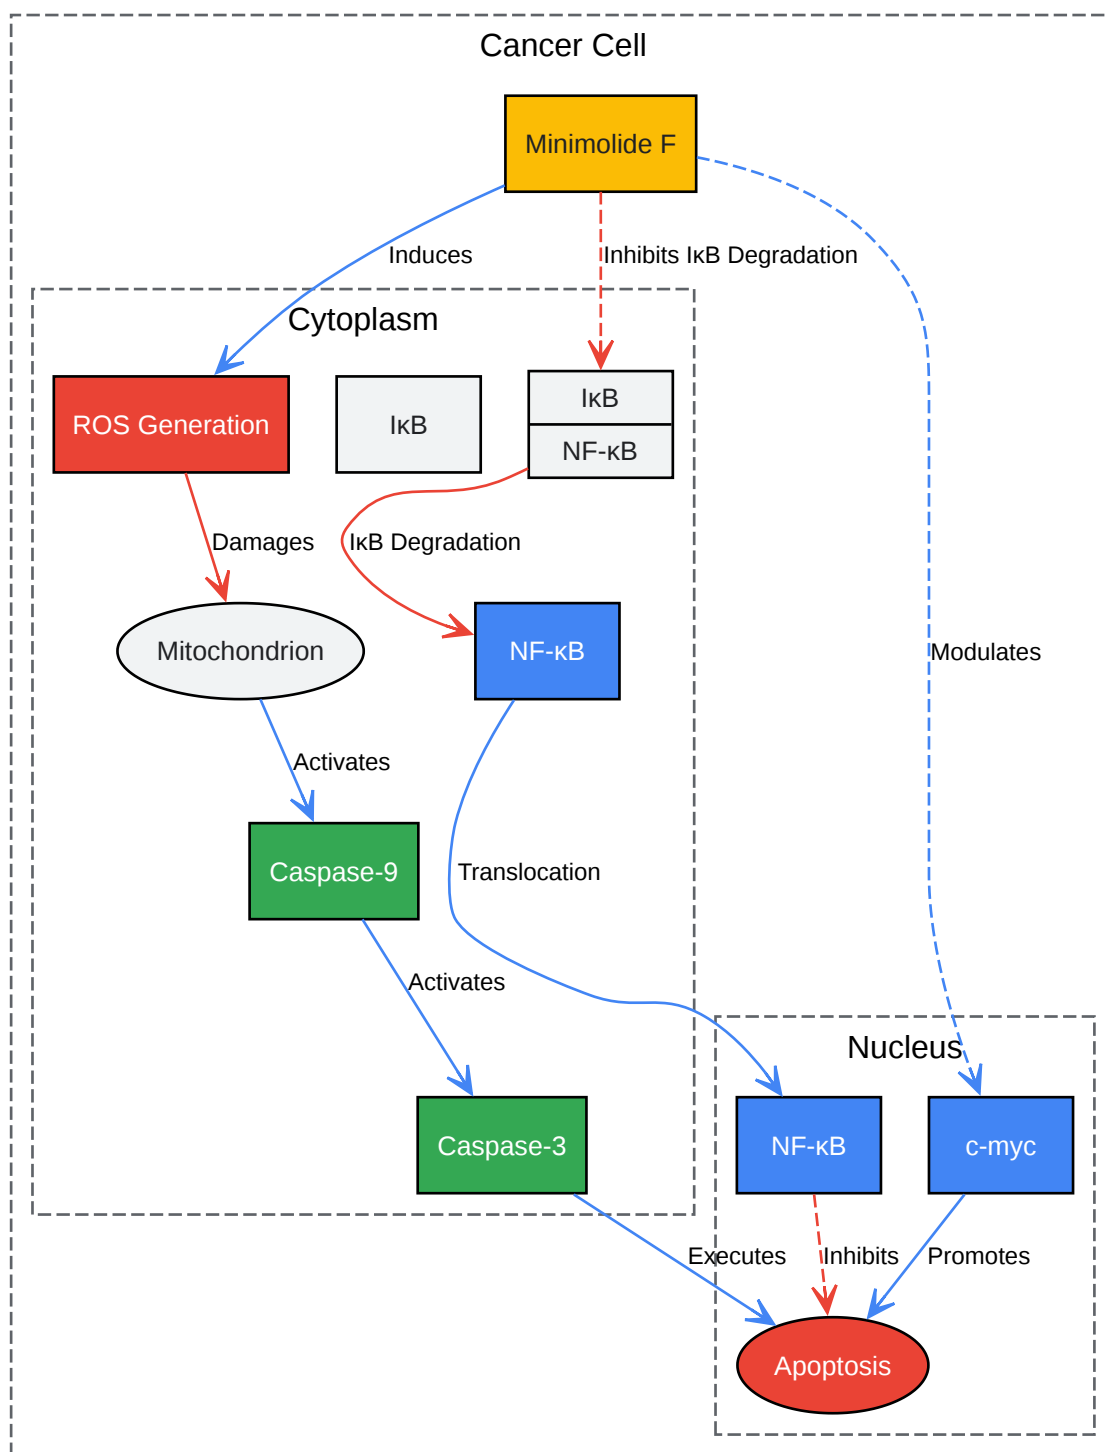 Cancer Cell
Minimolide F
Induces
Inhibits IκB Degradation
Cytoplasm
ROS Generation
IκB
IκB
NF-κB
Damages
IκB Degradation
Mitochondrion
NF-κB
Modulates
Activates
Caspase-9
Translocation
Activates
Nucleus
Caspase-3
NF-κB
c-myc
Executes
Inhibits
Promotes
Apoptosis